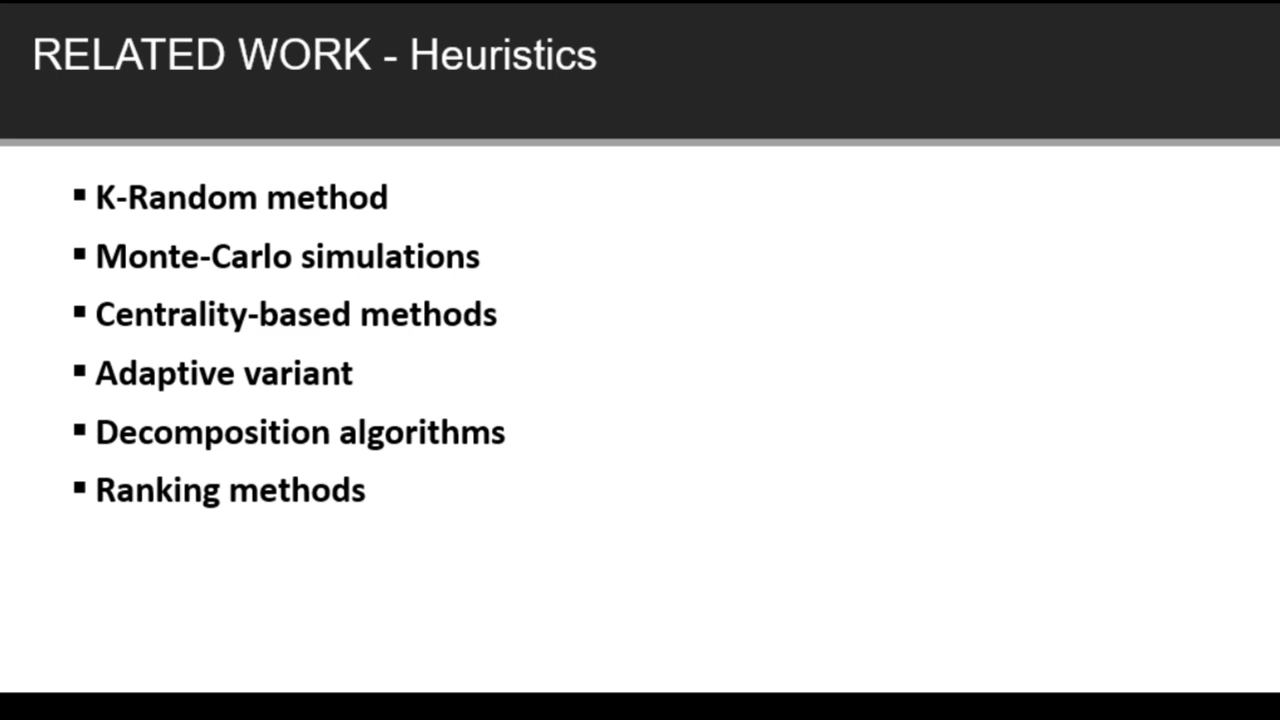 RELATED WORK - Heuristics
▪ K-Random method
▪ Monte-Carlo simulations
▪ Centrality-based methods
▪ Adaptive variant
▪ Decomposition algorithms
▪ Ranking methods